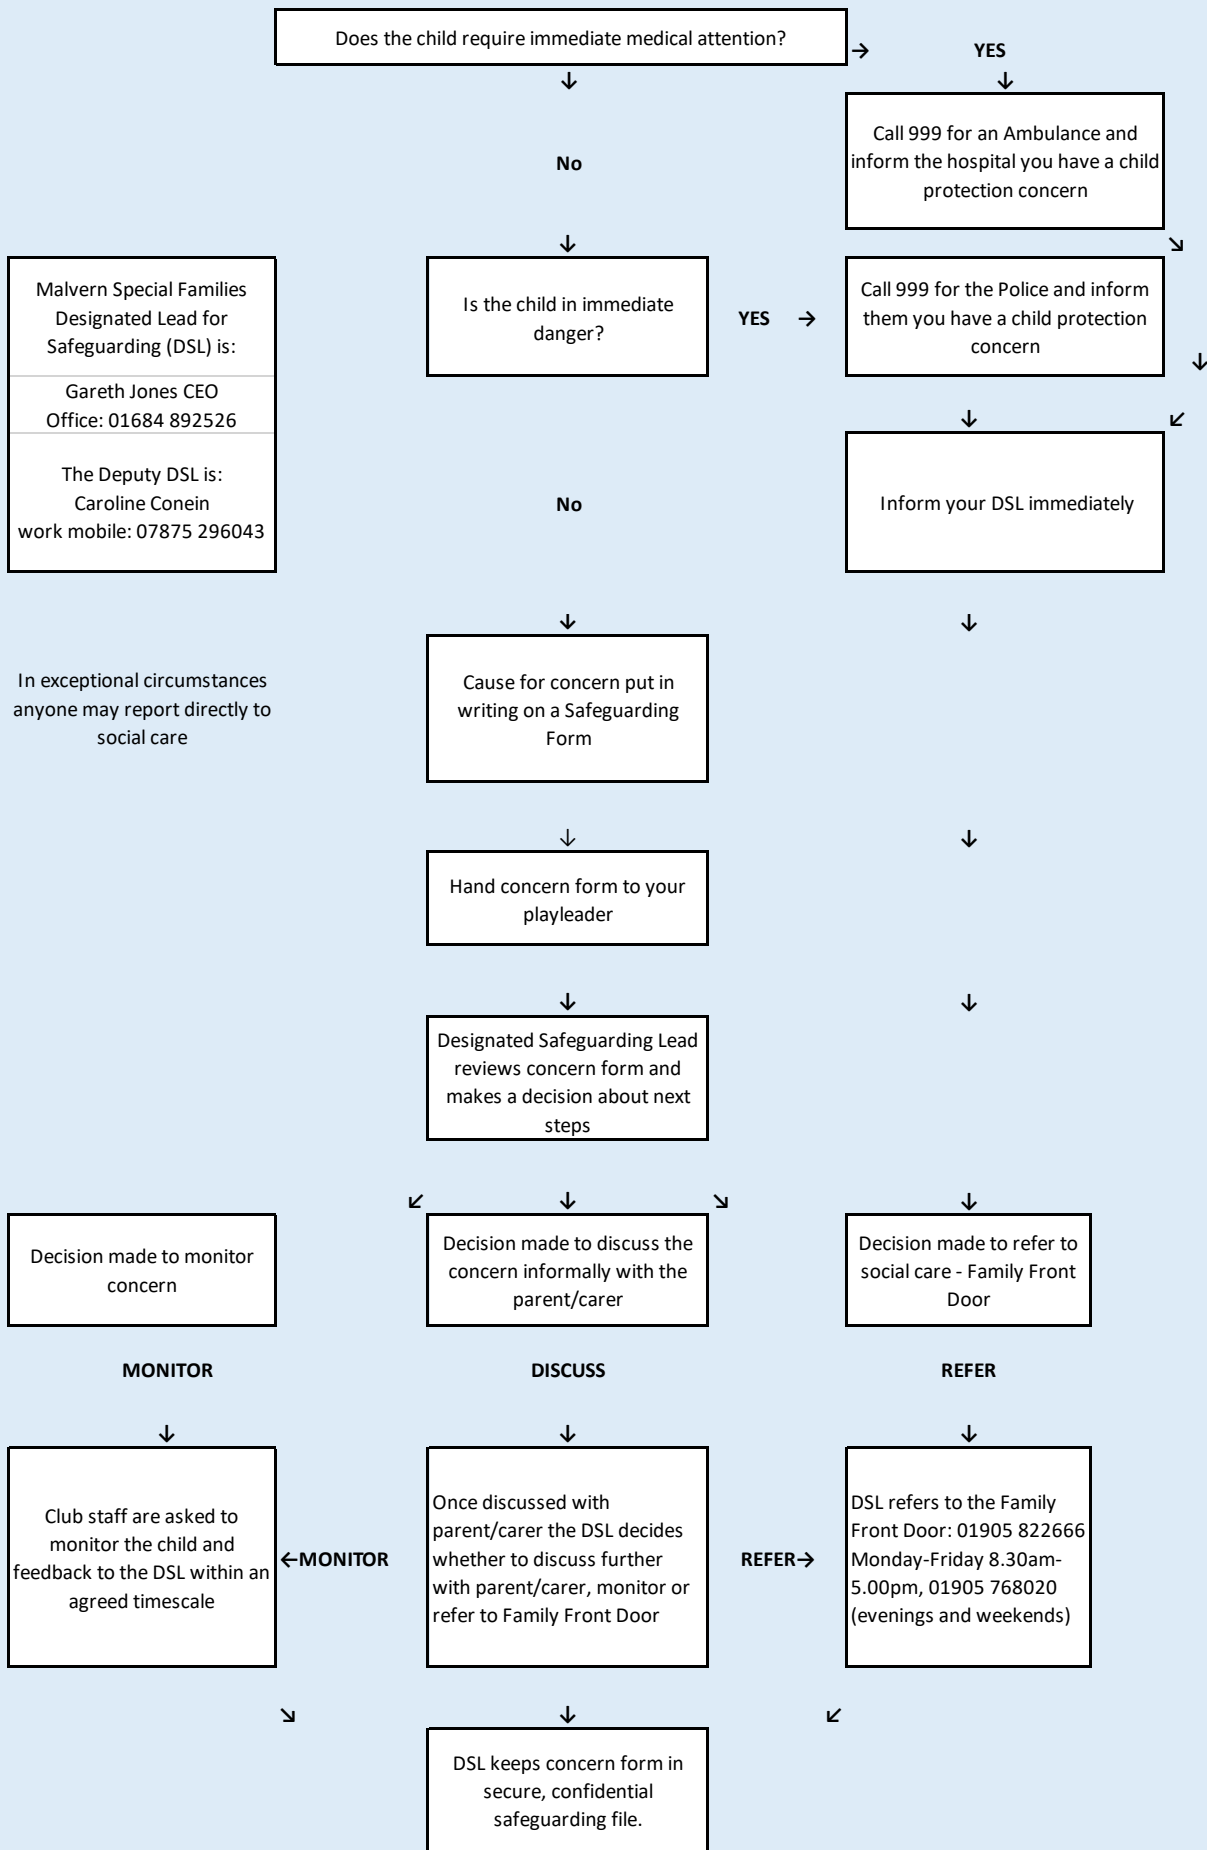 Does the child require immediate medical attention?
→ YES
↓ ↓
Call 999 for an Ambulance and
inform the hospital you have a child
protection concern
No
↓ ↘
Malvern Special Families
Designated Lead for
Safeguarding (DSL) is:
Gareth Jones CEO
Office: 01684 892526
The Deputy DSL is:
Caroline Conein
work mobile: 07875 296043
Is the child in immediate
danger?
YES →
Call 999 for the Police and inform
them you have a child protection
concern
↓
↓ ↙
No
Inform your DSL immediately
↓ ↓
In exceptional circumstances
anyone may report directly to
social care
Cause for concern put in
writing on a Safeguarding
Form
↓ ↓
Hand concern form to your
playleader
↓ ↓
Designated Safeguarding Lead
reviews concern form and
makes a decision about next
steps
↙ ↓ ↘ ↓
Decision made to monitor
concern
Decision made to discuss the
concern informally with the
parent/carer
Decision made to refer to
social care - Family Front
Door
MONITOR DISCUSS REFER
↓ ↓ ↓
Club staff are asked to
monitor the child and
feedback to the DSL within an
agreed timescale
←MONITOR
Once discussed with
parent/carer the DSL decides
whether to discuss further
with parent/carer, monitor or
refer to Family Front Door
REFER→
DSL refers to the Family
Front Door: 01905 822666
Monday-Friday 8.30am-
5.00pm, 01905 768020
(evenings and weekends)
↘ ↓ ↙
DSL keeps concern form in
secure, confidential
safeguarding file.